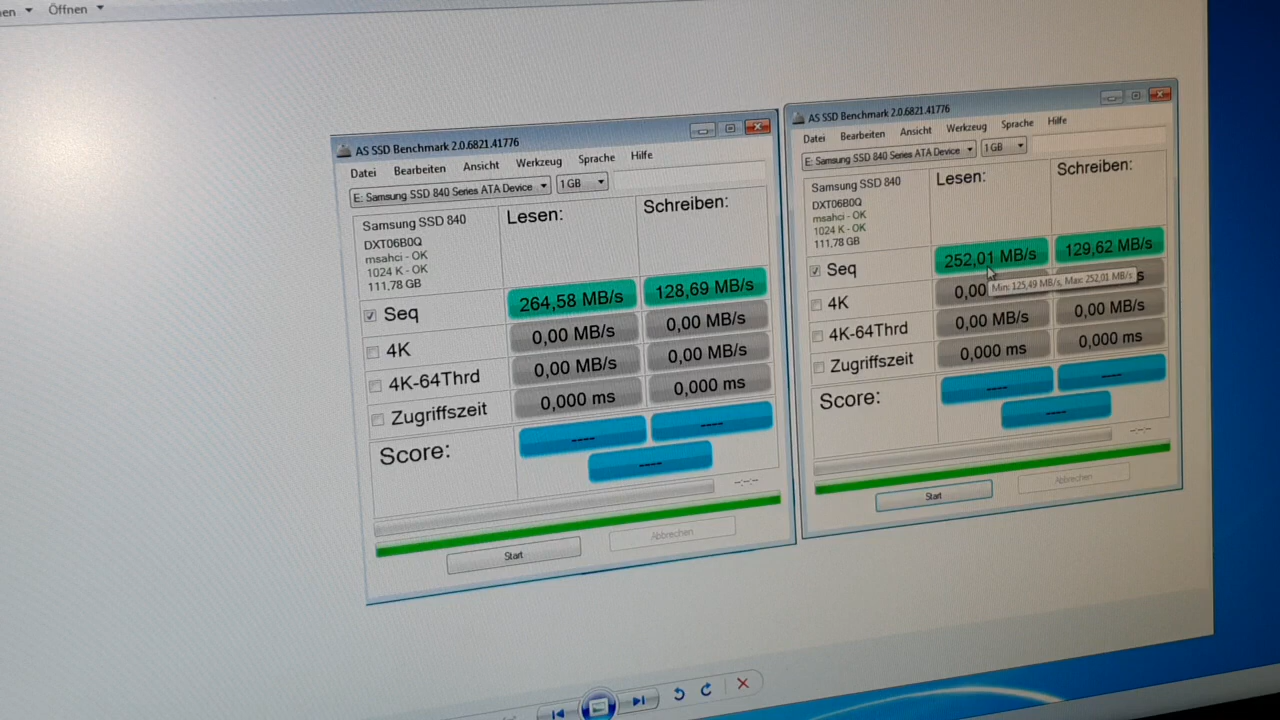 Öffnen
AS SSD Benchmark 2.0.6821.41776
Datei Bearbeiten Ansicht Werkzeug Sprache Hilfe
E: Samsung SSD 840 Series ATA Device 1 GB
Samsung SSD 840
DXT06B0Q
msahci - OK
1024 K - OK
111,78 GB
Lesen: Schreiben:
Seq 264,58 MB/s 128,69 MB/s
4K 0,00 MB/s 0,00 MB/s
4K-64Thrd 0,00 MB/s 0,00 MB/s
Zugriffszeit 0,000 ms 0,000 ms
Score: ---- ----
----
--:--:--
Start Abbrechen
AS SSD Benchmark 2.0.6821.41776
Datei Bearbeiten Ansicht Werkzeug Sprache Hilfe
E: Samsung SSD 840 Series ATA Device 1 GB
Samsung SSD 840
DXT06B0Q
msahci - OK
1024 K - OK
111,78 GB
Lesen: Schreiben:
Seq 252,01 MB/s 129,62 MB/s
Min: 125,49 MB/s, Max: 252,01 MB/s
4K 0,00
4K-64Thrd 0,00 MB/s 0,00 MB/s
Zugriffszeit 0,000 ms 0,000 ms
Score: ---- ----
----
--:--:--
Start Abbrechen